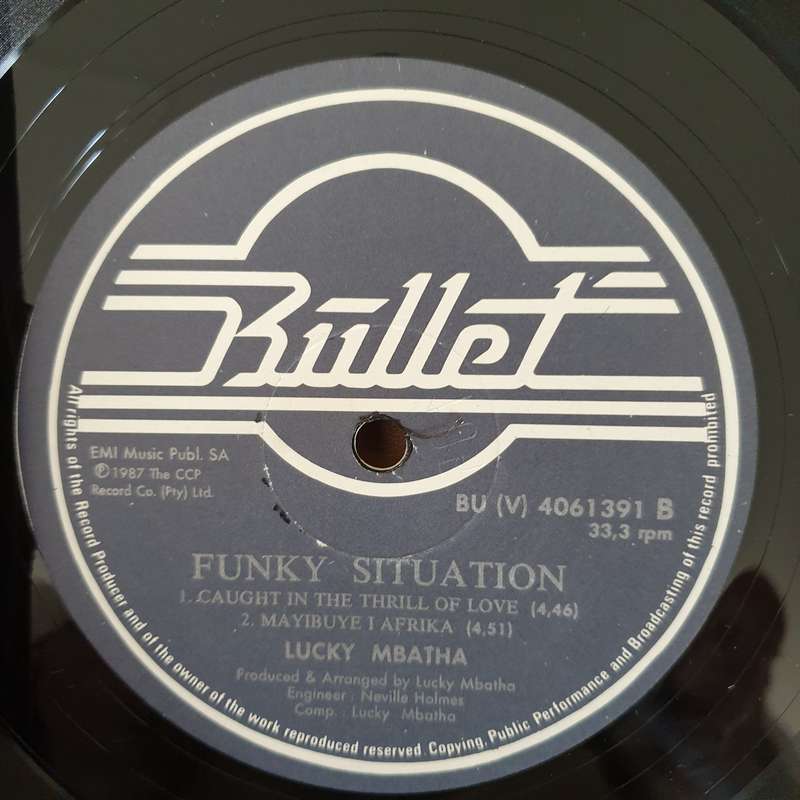 Bullet
EMI Music Publ. SA
℗1987 The CCP
Record Co. (Pty) Ltd.
BU (V) 4061391 B
33,3 rpm
FUNKY SITUATION
1. CAUGHT IN THE THRILL OF LOVE (4,46)
2. MAYIBUYE I AFRIKA (4,51)
LUCKY MBATHA
Produced & Arranged by Lucky Mbatha
Engineer : Neville Holmes
Comp. : Lucky Mbatha
All rights of the Record Producer and of the owner of the work reproduced reserved. Copying, Public Performance and Broadcasting of this record prohibited